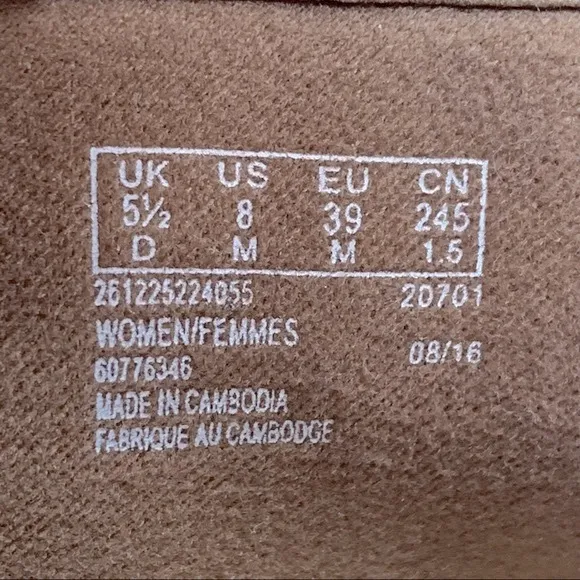 UK US EU CN
5½ 8 39 245
D M M 1.5
261225224055 20701
WOMEN/FEMMES
08/16
60776346
MADE IN CAMBODIA
FABRIQUE AU CAMBODGE